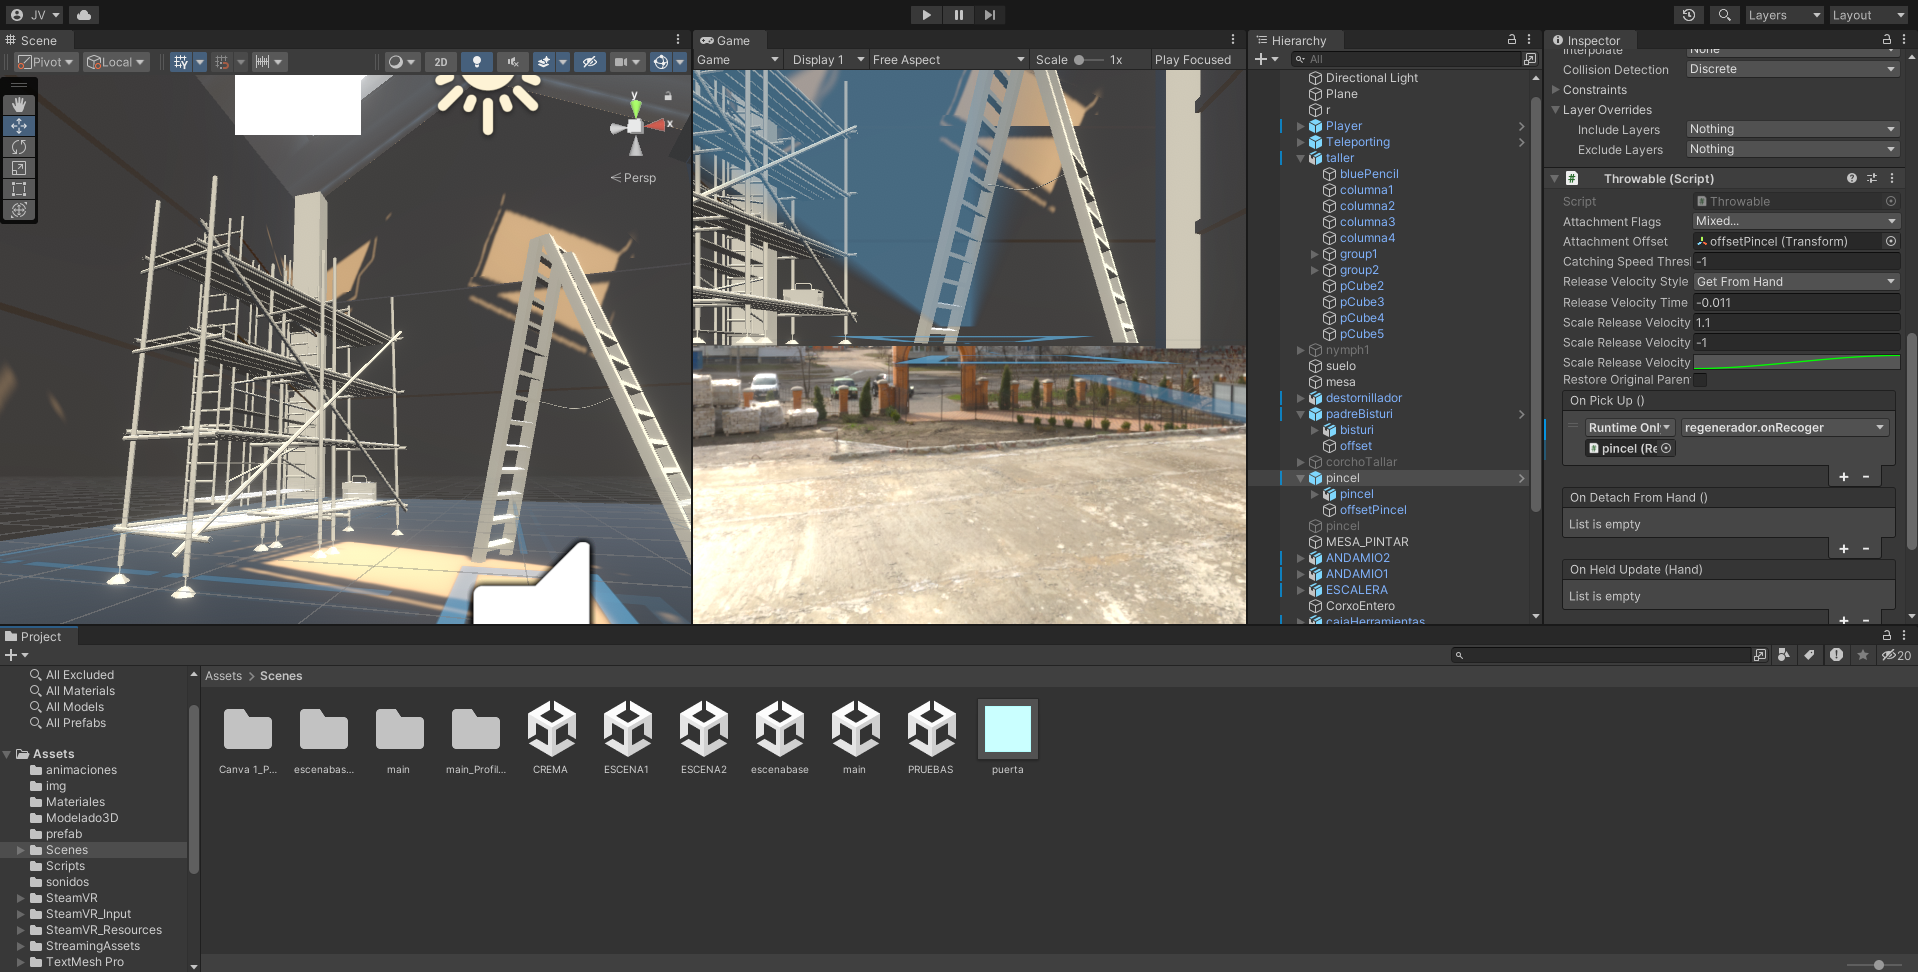 JV
Layers
Layout
Scene
Pivot
Local
2D
y
x
Persp
Game
Game
Display 1
Free Aspect
Scale
1x
Play Focused
Hierarchy
All
Directional Light
Plane
r
Player
Teleporting
taller
bluePencil
columna1
columna2
columna3
columna4
group1
group2
pCube2
pCube3
pCube4
pCube5
nymph1
suelo
mesa
destornillador
padreBisturi
bisturi
offset
corchoTallar
pincel
pincel
offsetPincel
pincel
MESA_PINTAR
ANDAMIO2
ANDAMIO1
ESCALERA
CorxoEntero
cajaHerramientas
Inspector
Interpolate
None
Collision Detection
Discrete
Constraints
Layer Overrides
Include Layers
Nothing
Exclude Layers
Nothing
Throwable (Script)
Script
Throwable
Attachment Flags
Mixed...
Attachment Offset
offsetPincel (Transform)
Catching Speed Thresl
-1
Release Velocity Style
Get From Hand
Release Velocity Time
-0.011
Scale Release Velocity
1.1
Scale Release Velocity
-1
Scale Release Velocity
Restore Original Paren
On Pick Up ()
Runtime Onl
regenerador.onRecoger
pincel (Re
On Detach From Hand ()
List is empty
On Held Update (Hand)
List is empty
Project
20
All Excluded
All Materials
All Models
All Prefabs
Assets
animaciones
img
Materiales
Modelado3D
prefab
Scenes
Scripts
sonidos
SteamVR
SteamVR_Input
SteamVR_Resources
StreamingAssets
TextMesh Pro
Assets > Scenes
Canva 1_P...
escenabas...
main
main_Profil...
CREMA
ESCENA1
ESCENA2
escenabase
main
PRUEBAS
puerta